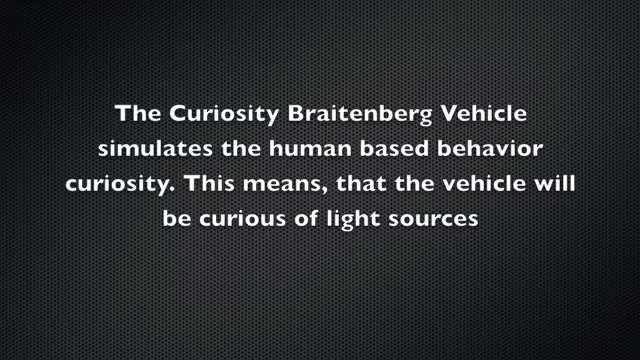 The Curiosity Braitenberg Vehicle
simulates the human based behavior
curiosity. This means, that the vehicle will
be curious of light sources